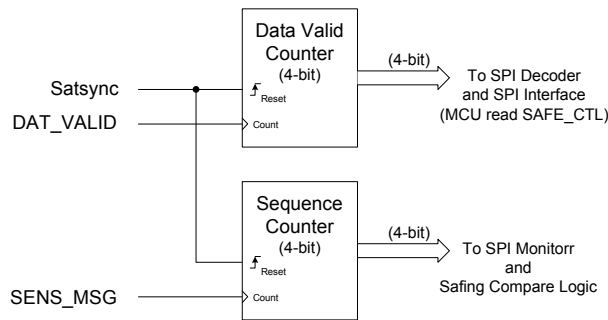 Data Valid
Counter
(4-bit)
(4-bit)
To SPI Decoder
and SPI Interface
(MCU read SAFE_CTL)
Satsync
Reset
DAT_VALID
Count
Sequence
Counter
(4-bit)
(4-bit)
To SPI Monitorr
and
Safing Compare Logic
Reset
SENS_MSG
Count